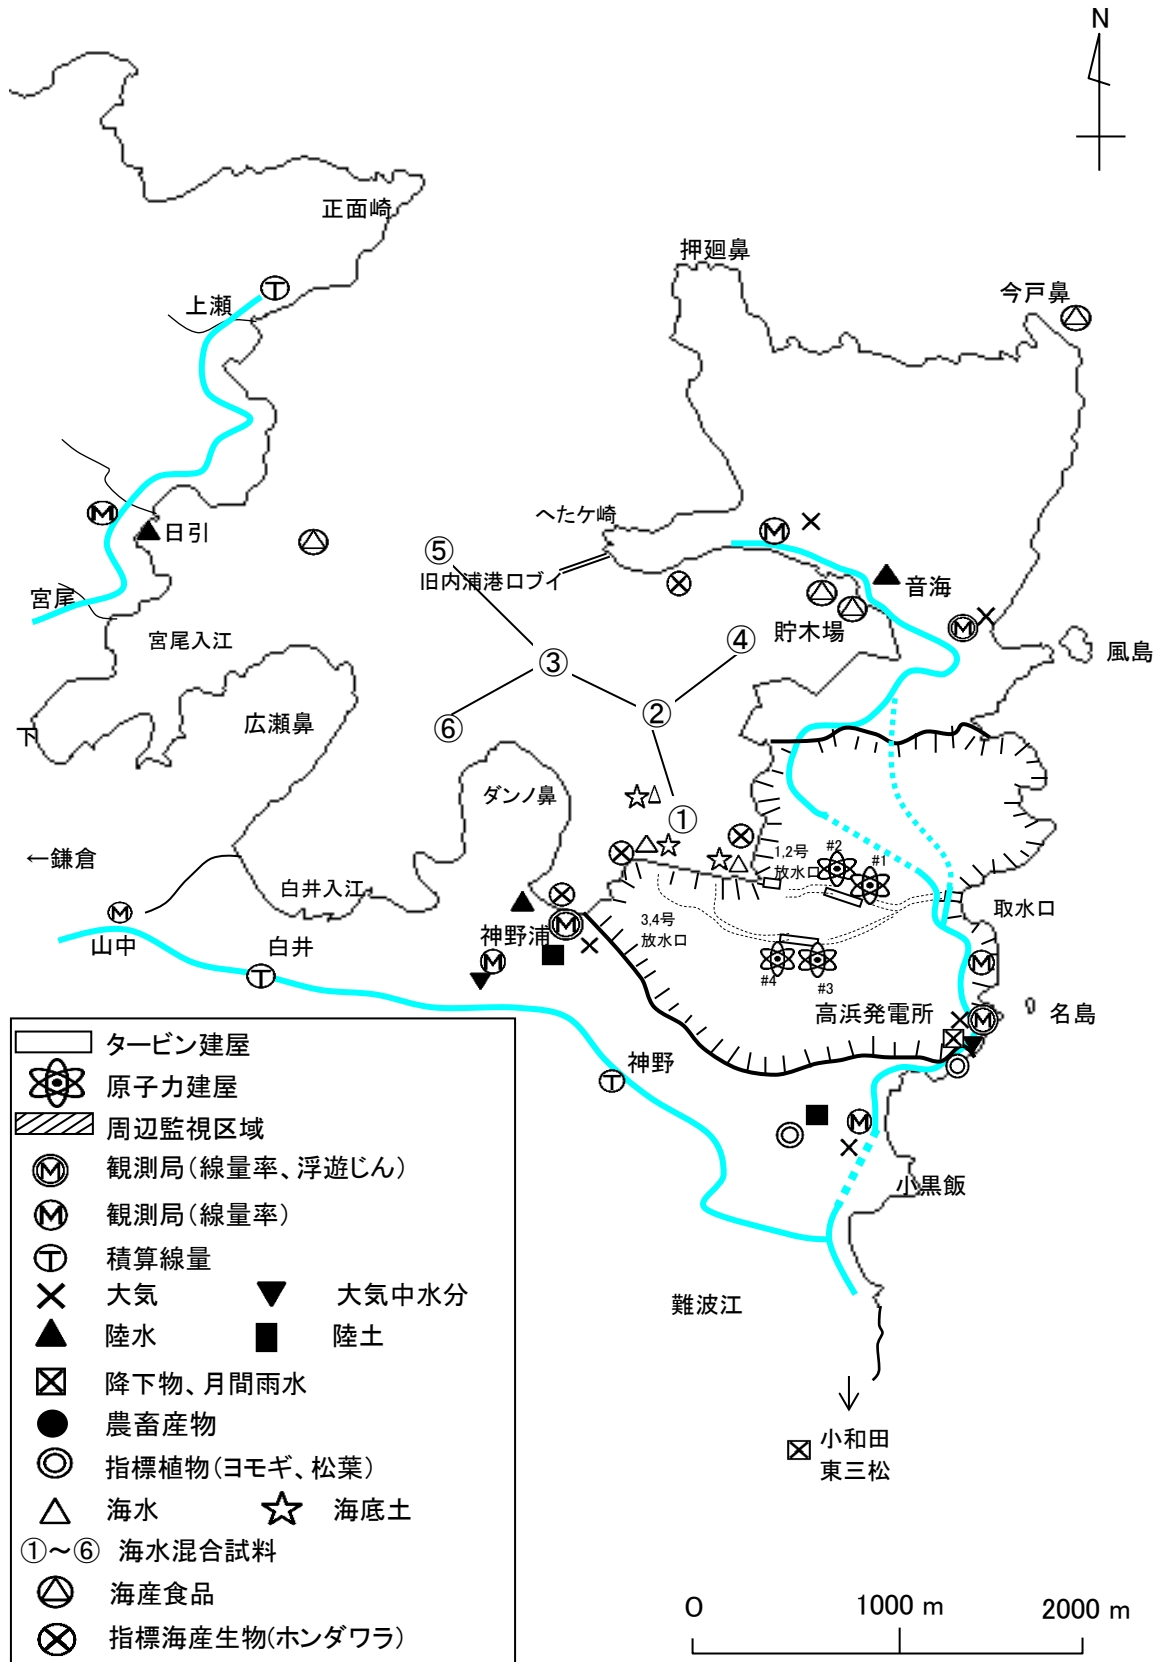 N
正面崎
押廻鼻
今戸鼻
上瀬
T
へたケ崎
M
M
日引
⑤
旧内浦港口ブイ
音海
宮尾
貯木場
M
④
宮尾入江
風島
③
広瀬鼻
②
⑥
下
ダンノ鼻
①
#2
1,2号
放水口
#1
←鎌倉
白井入江
取水口
M
山中
白井
神野浦
M
3,4号
放水口
M
M
T
#4
#3
高浜発電所
名島
M
神野
T
M
小黒飯
難波江
小和田
東三松
タービン建屋
原子力建屋
周辺監視区域
M 観測局(線量率、浮遊じん)
M 観測局(線量率)
T 積算線量
大気 大気中水分
陸水 陸土
降下物、月間雨水
農畜産物
指標植物(ヨモギ、松葉)
海水 海底土
①~⑥ 海水混合試料
海産食品
指標海産生物(ホンダワラ)
O 1000 m 2000 m